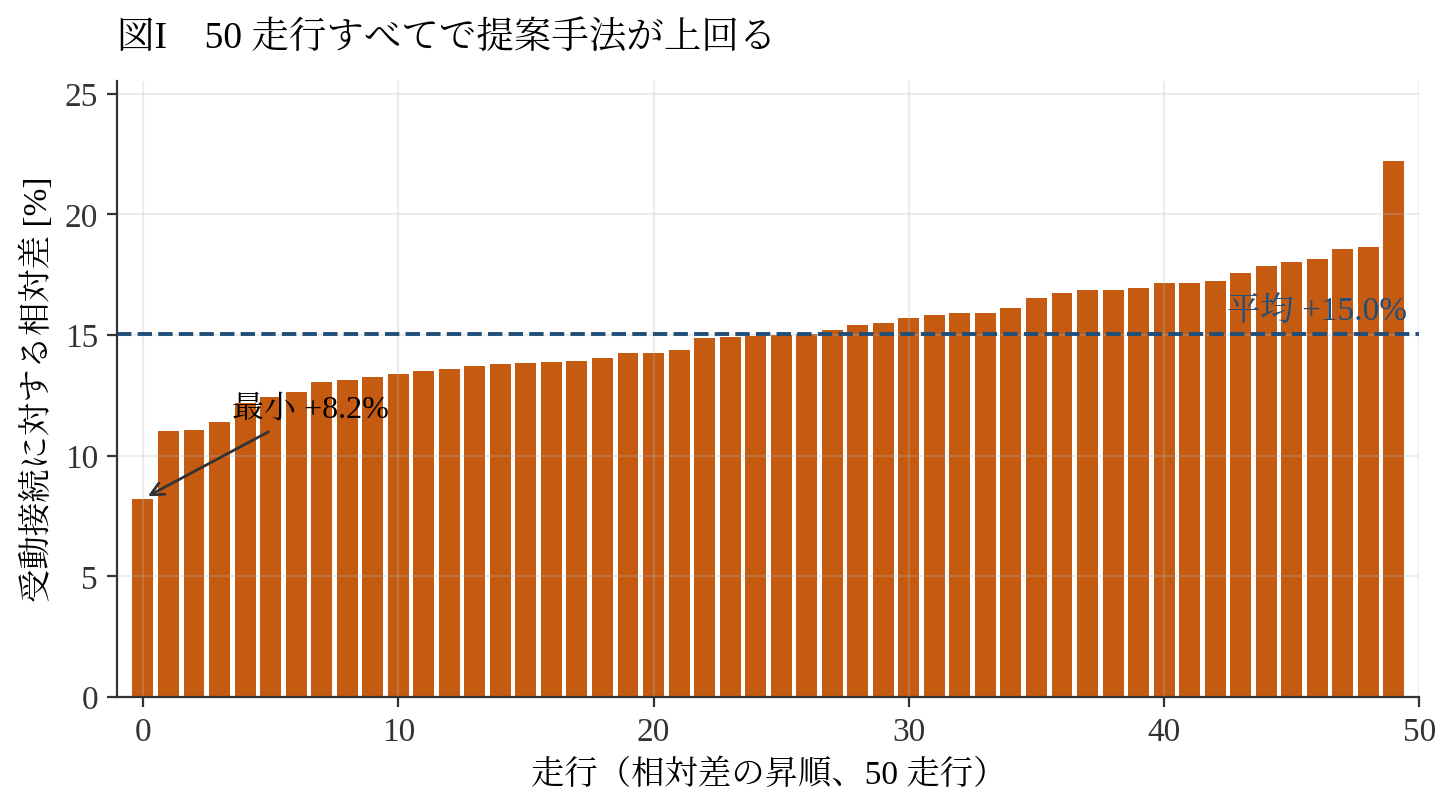 図I　50 走行すべてで提案手法が上回る
受動接続に対する相対差 [%]
25
20
15
10
5
0
平均 +15.0%
最小 +8.2%
0 10 20 30 40 50
走行（相対差の昇順、50 走行）